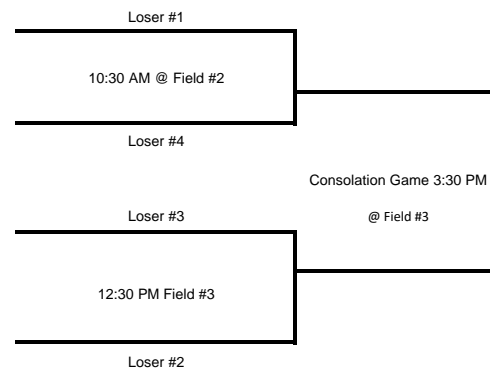 Loser #1
10:30 AM @ Field #2
Loser #4
Consolation Game 3:30 PM
@ Field #3
Loser #3
12:30 PM Field #3
Loser #2